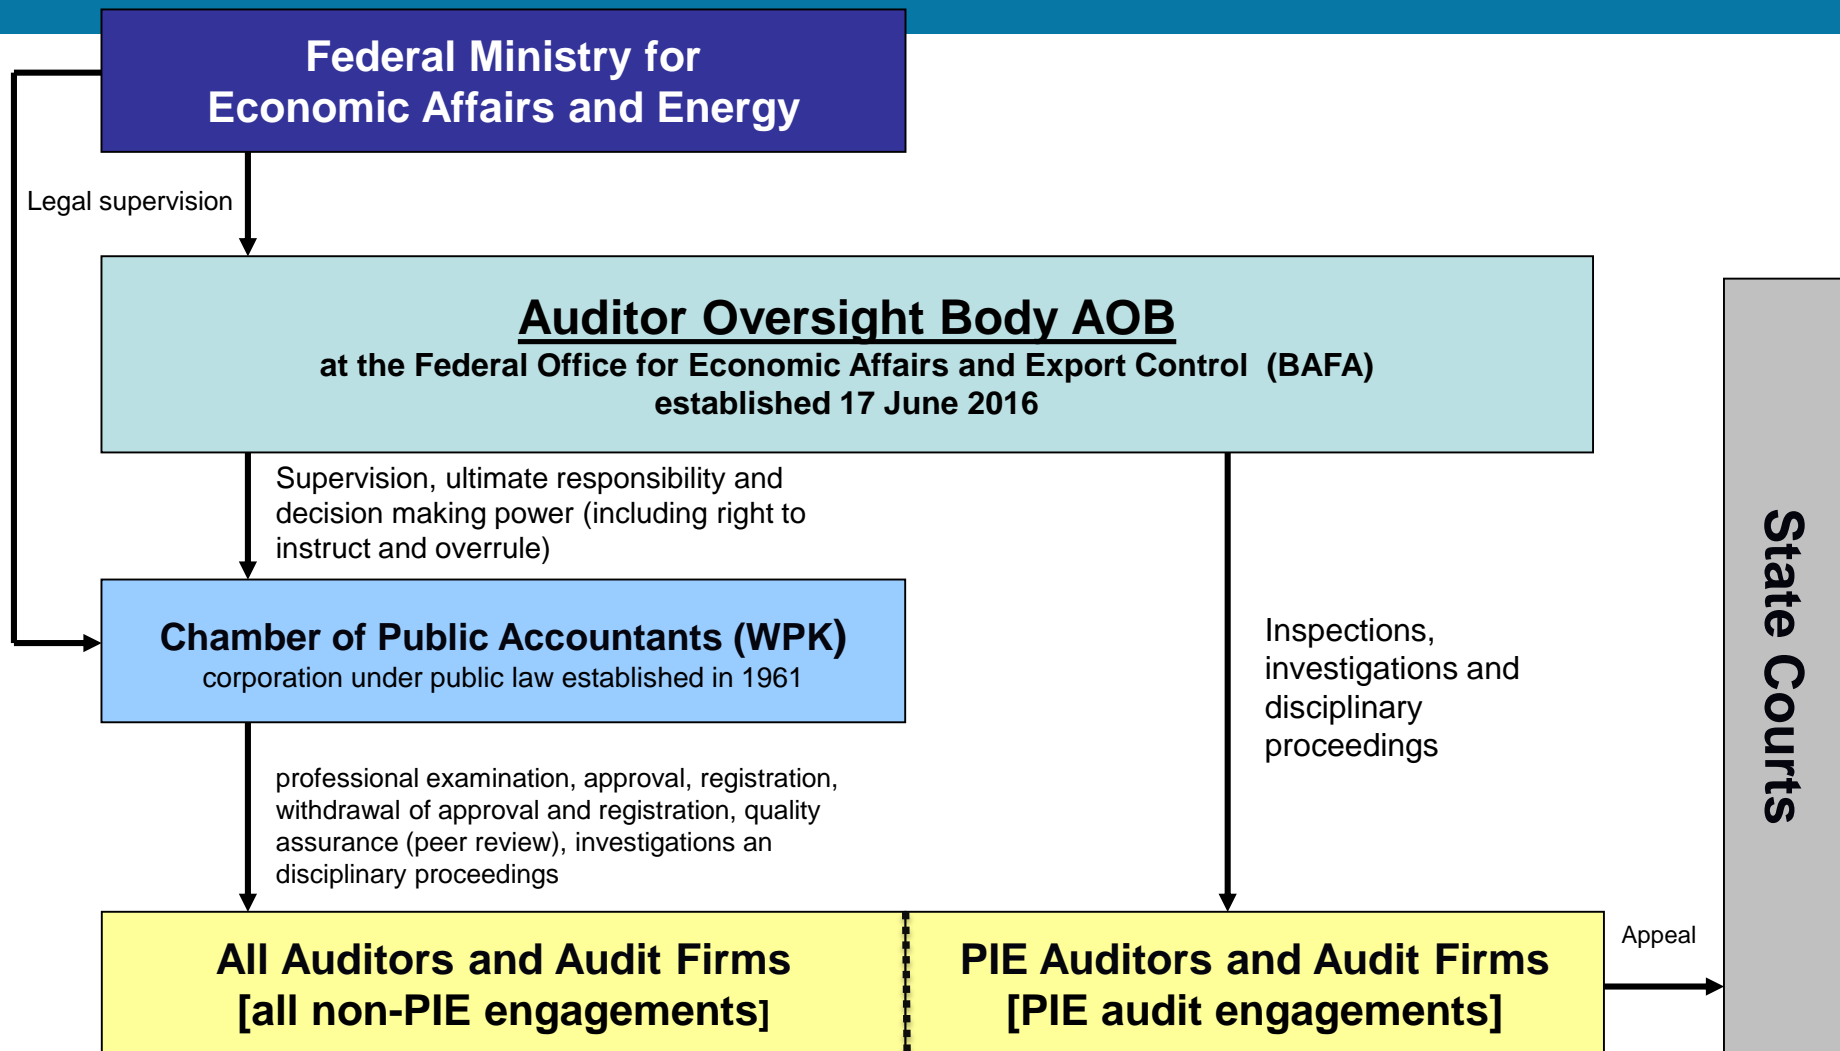 Federal Ministry for
Economic Affairs and Energy
Legal supervision
Auditor Oversight Body AOB
at the Federal Office for Economic Affairs and Export Control (BAFA)
established 17 June 2016
Supervision, ultimate responsibility and
decision making power (including right to
instruct and overrule)
Chamber of Public Accountants (WPK)
corporation under public law established in 1961
Inspections,
investigations and
disciplinary
proceedings
State Courts
professional examination, approval, registration,
withdrawal of approval and registration, quality
assurance (peer review), investigations an
disciplinary proceedings
All Auditors and Audit Firms
[all non-PIE engagements]
PIE Auditors and Audit Firms
[PIE audit engagements]
Appeal